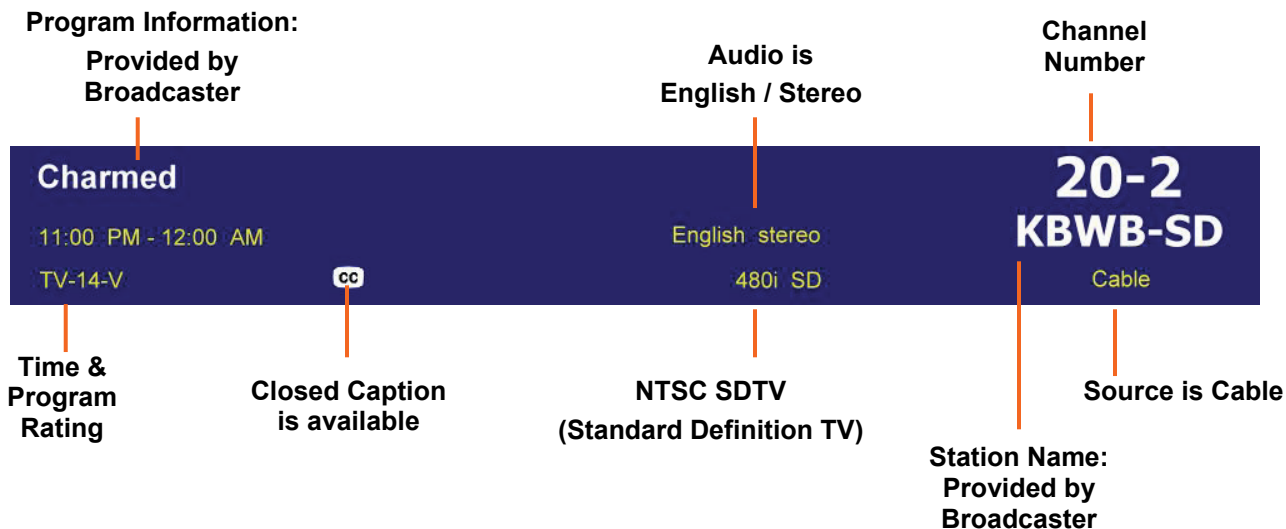 Program Information:
Provided by
Broadcaster
Audio is
English / Stereo
Channel
Number
Charmed
11:00 PM - 12:00 AM
TV-14-V
CC
English stereo
480i SD
20-2
KBWB-SD
Cable
Time &
Program
Rating
Closed Caption
is available
NTSC SDTV
(Standard Definition TV)
Source is Cable
Station Name:
Provided by
Broadcaster